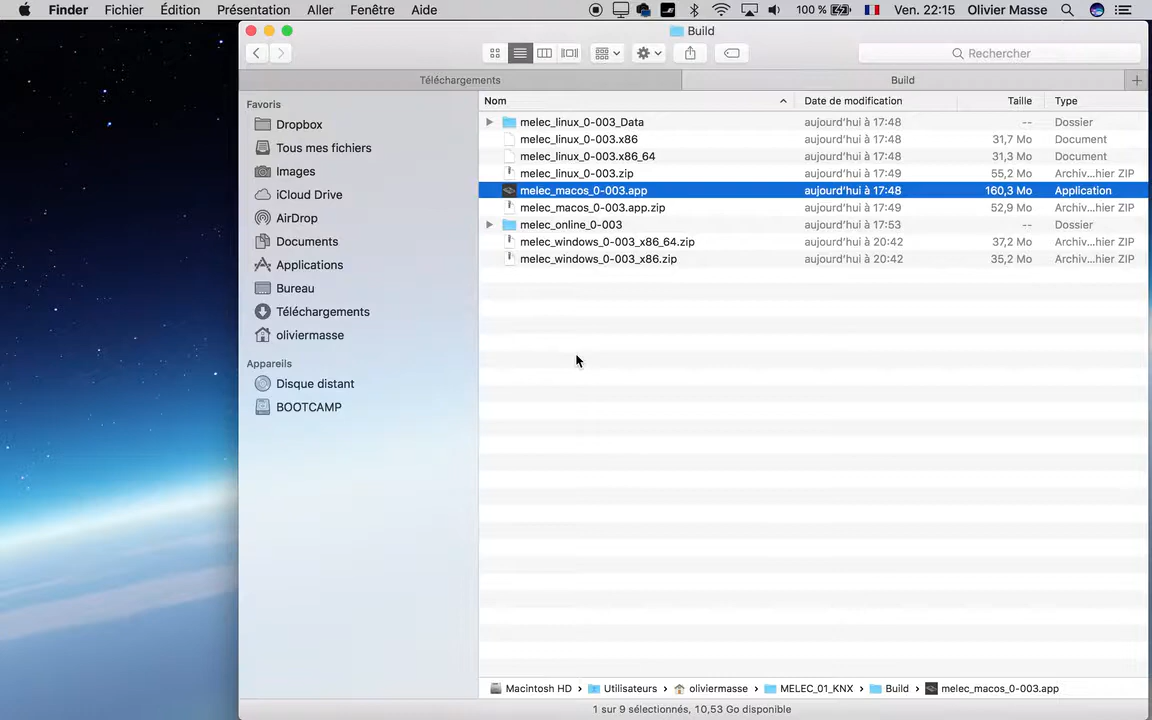 Finder Fichier Édition Présentation Aller Fenêtre Aide 100 % Ven. 22:15 Olivier Masse
Build
Rechercher
Téléchargements Build
Favoris
Dropbox
Tous mes fichiers
Images
iCloud Drive
AirDrop
Documents
Applications
Bureau
Téléchargements
oliviermasse
Appareils
Disque distant
BOOTCAMP
Nom Date de modification Taille Type
melec_linux_0-003_Data aujourd'hui à 17:48 -- Dossier
melec_linux_0-003.x86 aujourd'hui à 17:48 31,7 Mo Document
melec_linux_0-003.x86_64 aujourd'hui à 17:48 31,3 Mo Document
melec_linux_0-003.zip aujourd'hui à 17:49 55,2 Mo Archiv...hier ZIP
melec_macos_0-003.app aujourd'hui à 17:48 160,3 Mo Application
melec_macos_0-003.app.zip aujourd'hui à 17:49 52,9 Mo Archiv...hier ZIP
melec_online_0-003 aujourd'hui à 17:53 -- Dossier
melec_windows_0-003_x86_64.zip aujourd'hui à 20:42 37,2 Mo Archiv...hier ZIP
melec_windows_0-003_x86.zip aujourd'hui à 20:42 35,2 Mo Archiv...hier ZIP
Macintosh HD › Utilisateurs › oliviermasse › MELEC_01_KNX › Build › melec_macos_0-003.app
1 sur 9 sélectionnés, 10,53 Go disponible